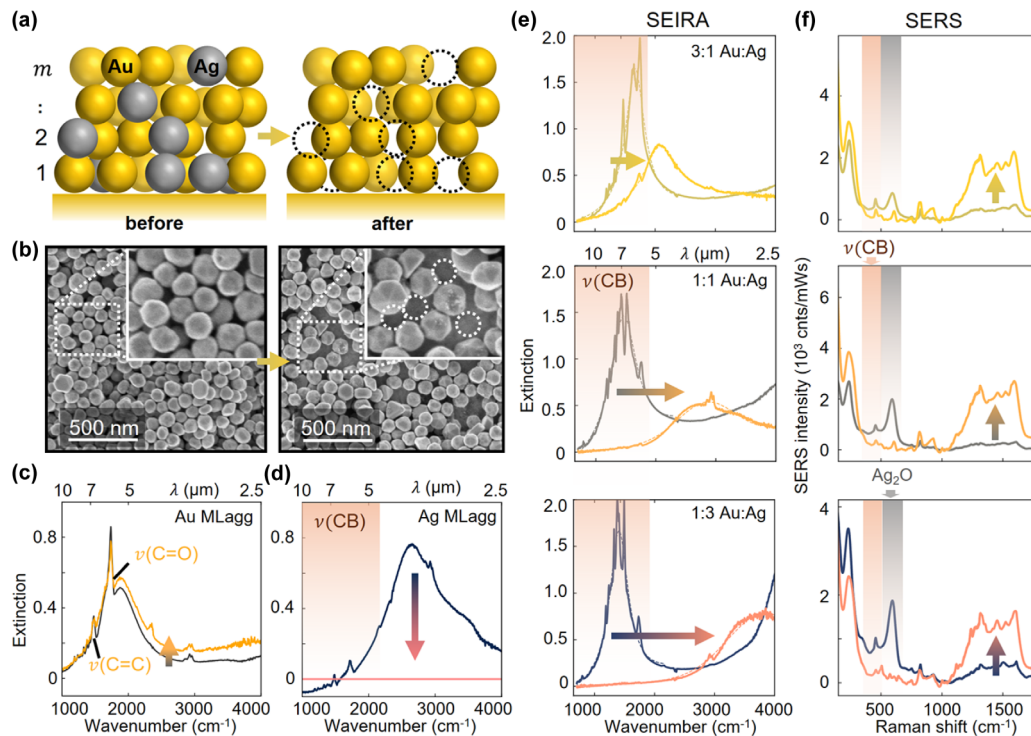 (a)
m
:
2
1
Au
Ag
before
after
(b)
500 nm
500 nm
(c)
10 7 5 λ (μm) 2.5
Au MLagg
Extinction
0.8
0.4
0
ν(C=O)
ν(C=C)
1000 2000 3000 4000
Wavenumber (cm⁻¹)
(d)
10 7 5 λ (μm) 2.5
ν(CB)
Ag MLagg
0.8
0.6
0.4
0.2
0
1000 2000 3000 4000
Wavenumber (cm⁻¹)
(e)
SEIRA
3:1 Au:Ag
2.0
1.5
1.0
0.5
0
10 7 5 λ (μm) 2.5
ν(CB)
1:1 Au:Ag
Extinction
2.0
1.5
1.0
0.5
0
1:3 Au:Ag
2.0
1.5
1.0
0.5
0
1000 2000 3000 4000
Wavenumber (cm⁻¹)
(f)
SERS
4
2
0
ν(CB)
SERS intensity (10³ cnts/mWs)
6
4
2
0
Ag₂O
4
2
0
500 1000 1500
Raman shift (cm⁻¹)